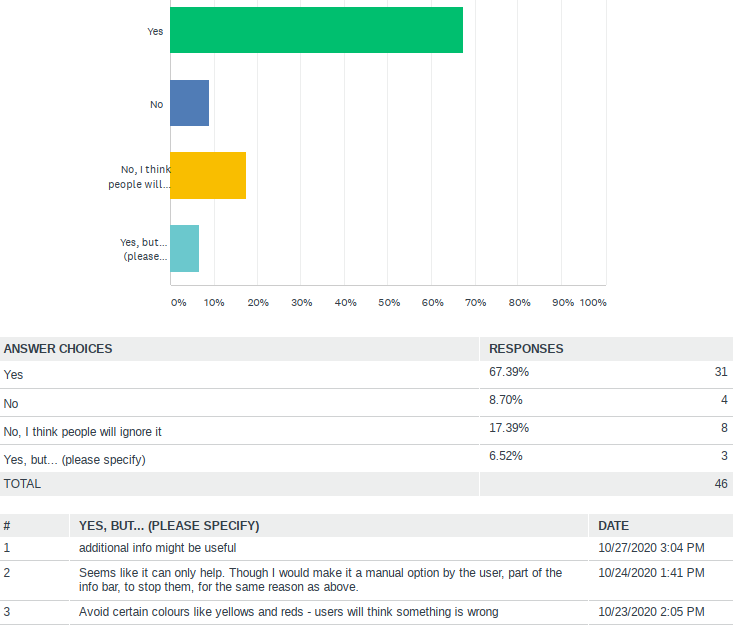 Yes
No
No, I think
people will...
Yes, but...
(please...
0% 10% 20% 30% 40% 50% 60% 70% 80% 90% 100%
ANSWER CHOICES RESPONSES
Yes 67.39% 31
No 8.70% 4
No, I think people will ignore it 17.39% 8
Yes, but... (please specify) 6.52% 3
TOTAL 46
# YES, BUT... (PLEASE SPECIFY) DATE
1 additional info might be useful 10/27/2020 3:04 PM
2 Seems like it can only help. Though I would make it a manual option by the user, part of the 10/24/2020 1:41 PM
info bar, to stop them, for the same reason as above.
3 Avoid certain colours like yellows and reds - users will think something is wrong 10/23/2020 2:05 PM